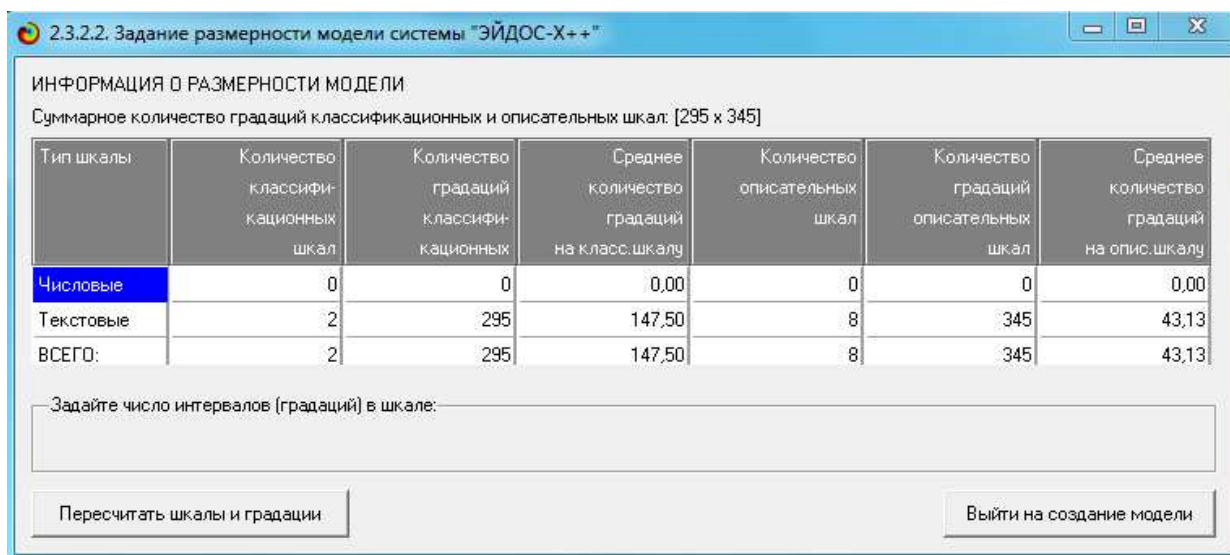 2.3.2.2. Задание размерности модели системы "ЭЙДОС-X++"
ИНФОРМАЦИЯ О РАЗМЕРНОСТИ МОДЕЛИ
Суммарное количество градаций классификационных и описательных шкал: [295 x 345]
Тип шкалы Количество Количество Среднее Количество Количество Среднее
классифи- градаций количество описательных градаций количество
кационных классифи- градаций шкал описательных градаций
шкал кационных на класс.шкалу шкал на опис.шкалу
Числовые 0 0 0,00 0 0 0,00
Текстовые 2 295 147,50 8 345 43,13
ВСЕГО: 2 295 147,50 8 345 43,13
Задайте число интервалов (градаций) в шкале:
Пересчитать шкалы и градации Выйти на создание модели